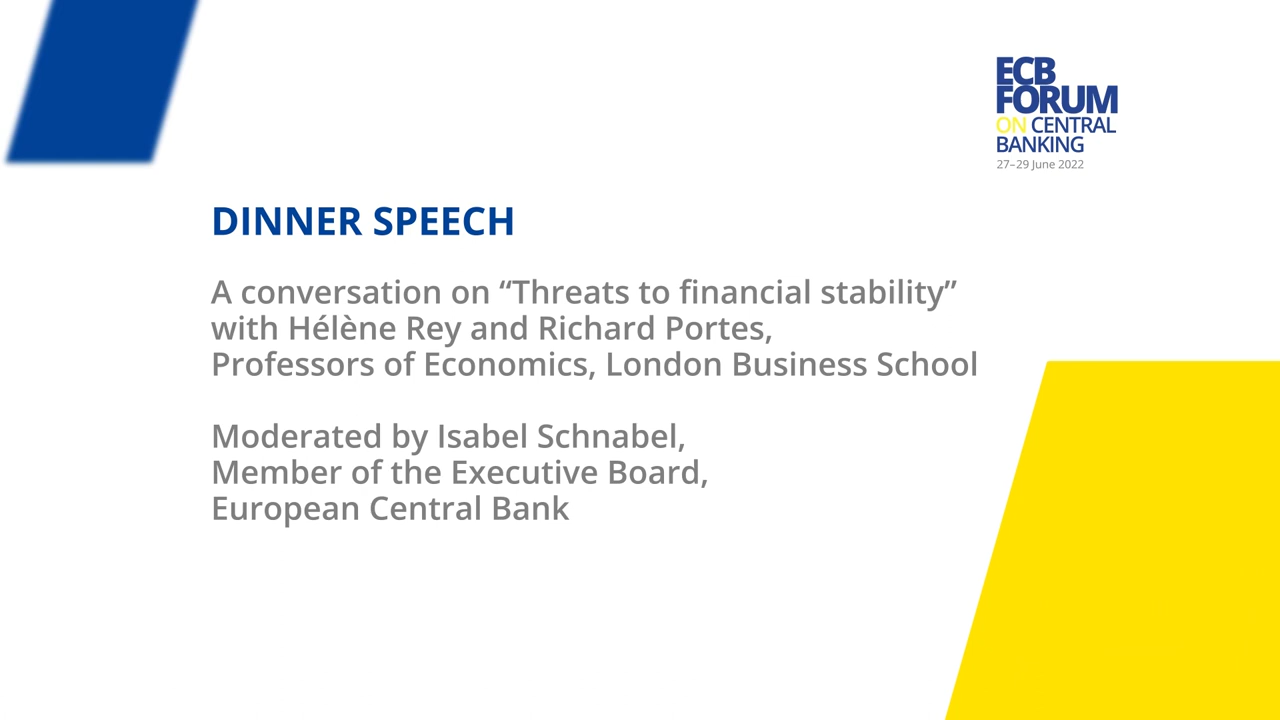 ECB
FORUM
ON CENTRAL
BANKING
27–29 June 2022
DINNER SPEECH
A conversation on “Threats to financial stability”
with Hélène Rey and Richard Portes,
Professors of Economics, London Business School
Moderated by Isabel Schnabel,
Member of the Executive Board,
European Central Bank